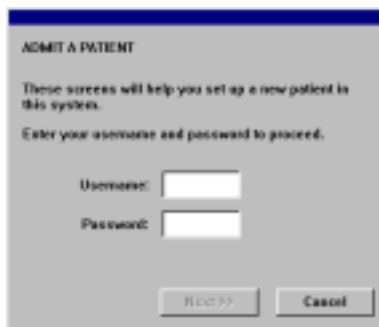 ADMIT A PATIENT
These screens will help you set up a new patient in
this system.
Enter your username and password to proceed.
Username:
Password:
Next >>
Cancel